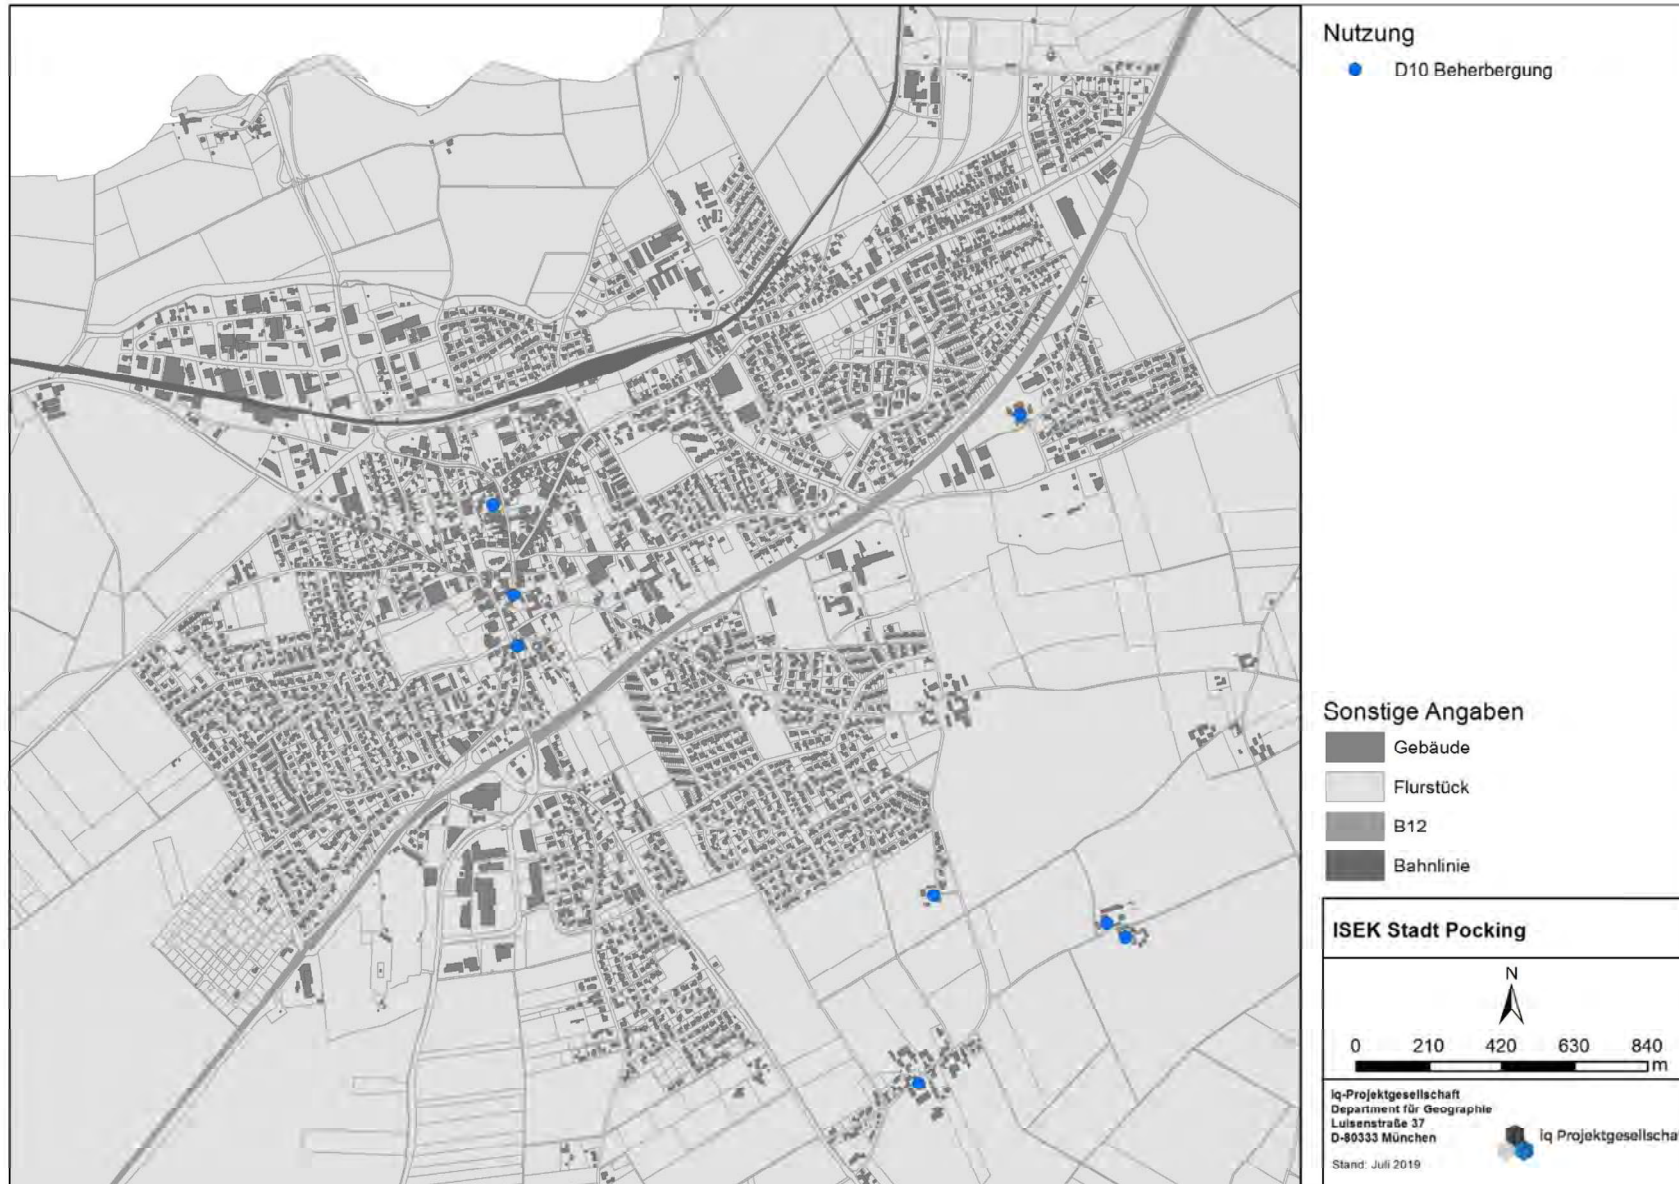 Nutzung
D10 Beherbergung
Sonstige Angaben
Gebäude
Flurstück
B12
Bahnlinie
ISEK Stadt Pocking
N
0 210 420 630 840
m
iq-Projektgesellschaft
Department für Geographie
Luisenstraße 37
D-80333 München
iq Projektgesellscha
Stand: Juli 2019